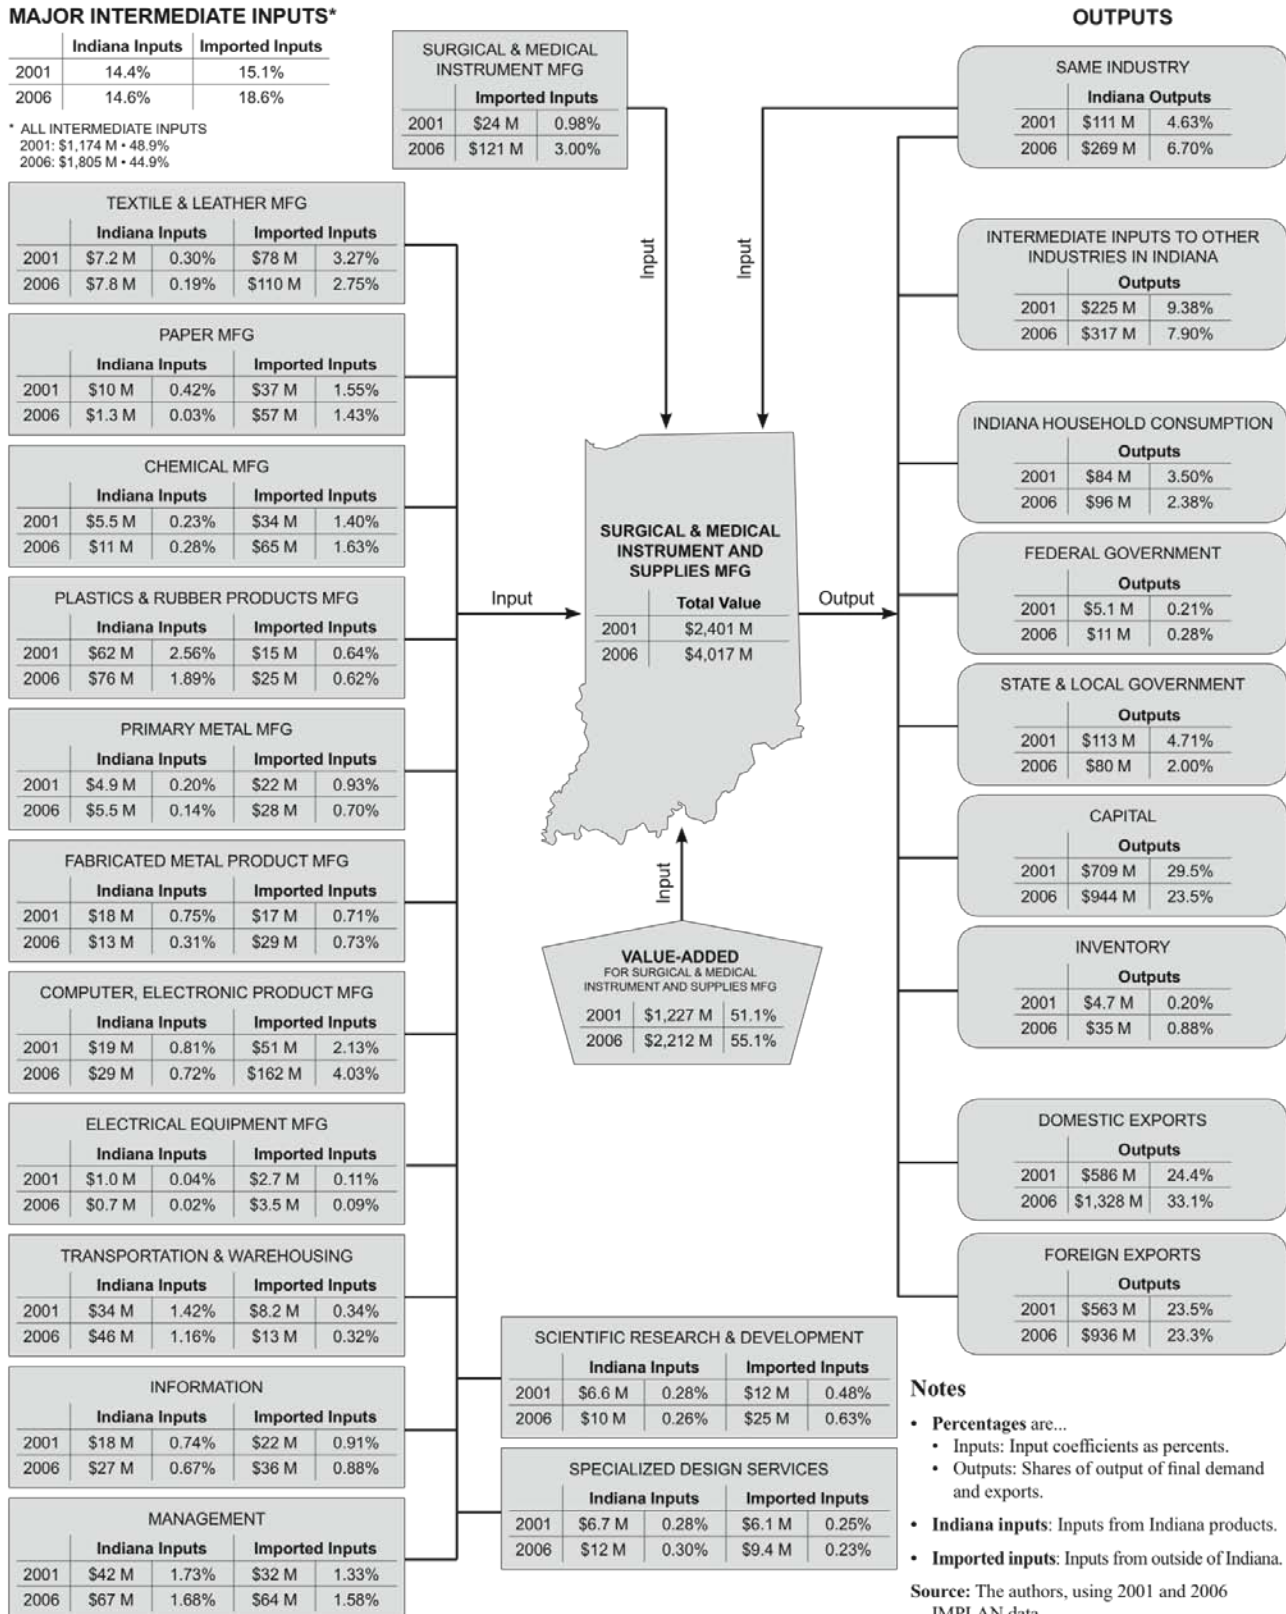 MAJOR INTERMEDIATE INPUTS*
Indiana Inputs Imported Inputs
2001 14.4% 15.1%
2006 14.6% 18.6%
* ALL INTERMEDIATE INPUTS
2001: $1,174 M • 48.9%
2006: $1,805 M • 44.9%
SURGICAL & MEDICAL
INSTRUMENT MFG
Imported Inputs
2001 $24 M 0.98%
2006 $121 M 3.00%
TEXTILE & LEATHER MFG
Indiana Inputs Imported Inputs
2001 $7.2 M 0.30% $78 M 3.27%
2006 $7.8 M 0.19% $110 M 2.75%
PAPER MFG
Indiana Inputs Imported Inputs
2001 $10 M 0.42% $37 M 1.55%
2006 $1.3 M 0.03% $57 M 1.43%
CHEMICAL MFG
Indiana Inputs Imported Inputs
2001 $5.5 M 0.23% $34 M 1.40%
2006 $11 M 0.28% $65 M 1.63%
PLASTICS & RUBBER PRODUCTS MFG
Indiana Inputs Imported Inputs
2001 $62 M 2.56% $15 M 0.64%
2006 $76 M 1.89% $25 M 0.62%
PRIMARY METAL MFG
Indiana Inputs Imported Inputs
2001 $4.9 M 0.20% $22 M 0.93%
2006 $5.5 M 0.14% $28 M 0.70%
FABRICATED METAL PRODUCT MFG
Indiana Inputs Imported Inputs
2001 $18 M 0.75% $17 M 0.71%
2006 $13 M 0.31% $29 M 0.73%
COMPUTER, ELECTRONIC PRODUCT MFG
Indiana Inputs Imported Inputs
2001 $19 M 0.81% $51 M 2.13%
2006 $29 M 0.72% $162 M 4.03%
ELECTRICAL EQUIPMENT MFG
Indiana Inputs Imported Inputs
2001 $1.0 M 0.04% $2.7 M 0.11%
2006 $0.7 M 0.02% $3.5 M 0.09%
TRANSPORTATION & WAREHOUSING
Indiana Inputs Imported Inputs
2001 $34 M 1.42% $8.2 M 0.34%
2006 $46 M 1.16% $13 M 0.32%
INFORMATION
Indiana Inputs Imported Inputs
2001 $18 M 0.74% $22 M 0.91%
2006 $27 M 0.67% $36 M 0.88%
MANAGEMENT
Indiana Inputs Imported Inputs
2001 $42 M 1.73% $32 M 1.33%
2006 $67 M 1.68% $64 M 1.58%
SCIENTIFIC RESEARCH & DEVELOPMENT
Indiana Inputs Imported Inputs
2001 $6.6 M 0.28% $12 M 0.48%
2006 $10 M 0.26% $25 M 0.63%
SPECIALIZED DESIGN SERVICES
Indiana Inputs Imported Inputs
2001 $6.7 M 0.28% $6.1 M 0.25%
2006 $12 M 0.30% $9.4 M 0.23%
Input
Input
Input
SURGICAL & MEDICAL
INSTRUMENT AND
SUPPLIES MFG
Total Value
2001 $2,401 M
2006 $4,017 M
Output
Input
VALUE-ADDED
FOR SURGICAL & MEDICAL
INSTRUMENT AND SUPPLIES MFG
2001 $1,227 M 51.1%
2006 $2,212 M 55.1%
OUTPUTS
SAME INDUSTRY
Indiana Outputs
2001 $111 M 4.63%
2006 $269 M 6.70%
INTERMEDIATE INPUTS TO OTHER
INDUSTRIES IN INDIANA
Outputs
2001 $225 M 9.38%
2006 $317 M 7.90%
INDIANA HOUSEHOLD CONSUMPTION
Outputs
2001 $84 M 3.50%
2006 $96 M 2.38%
FEDERAL GOVERNMENT
Outputs
2001 $5.1 M 0.21%
2006 $11 M 0.28%
STATE & LOCAL GOVERNMENT
Outputs
2001 $113 M 4.71%
2006 $80 M 2.00%
CAPITAL
Outputs
2001 $709 M 29.5%
2006 $944 M 23.5%
INVENTORY
Outputs
2001 $4.7 M 0.20%
2006 $35 M 0.88%
DOMESTIC EXPORTS
Outputs
2001 $586 M 24.4%
2006 $1,328 M 33.1%
FOREIGN EXPORTS
Outputs
2001 $563 M 23.5%
2006 $936 M 23.3%
Notes
• Percentages are...
• Inputs: Input coefficients as percents.
• Outputs: Shares of output of final demand
and exports.
• Indiana inputs: Inputs from Indiana products.
• Imported inputs: Inputs from outside of Indiana.
Source: The authors, using 2001 and 2006
IMPLAN data